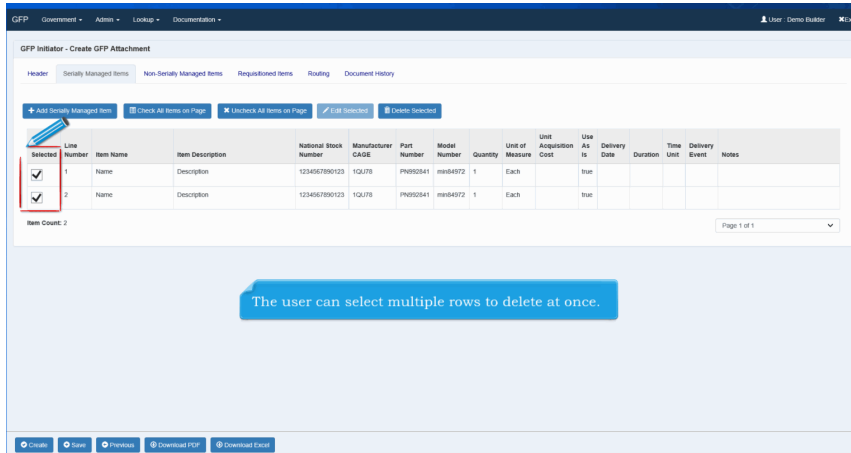 GFP Government Admin Lookup Documentation User : Demo Builder Ex
GFP Initiator - Create GFP Attachment
Header Serially Managed Items Non-Serially Managed Items Requisitioned Items Routing Document History
Add Serially Managed Item Check All Items on Page Uncheck All Items on Page Edit Selected Delete Selected
Selected Line Number Item Name Item Description National Stock Number Manufacturer CAGE Part Number Model Number Quantity Unit of Measure Unit Acquisition Cost Use As Is Delivery Date Duration Time Unit Delivery Event Notes
1 Name Description 1234567890123 1QU78 PN992841 min84972 1 Each true
2 Name Description 1234567890123 1QU78 PN992841 min84972 1 Each true
Item Count: 2 Page 1 of 1
The user can select multiple rows to delete at once.
Create Save Previous Download PDF Download Excel